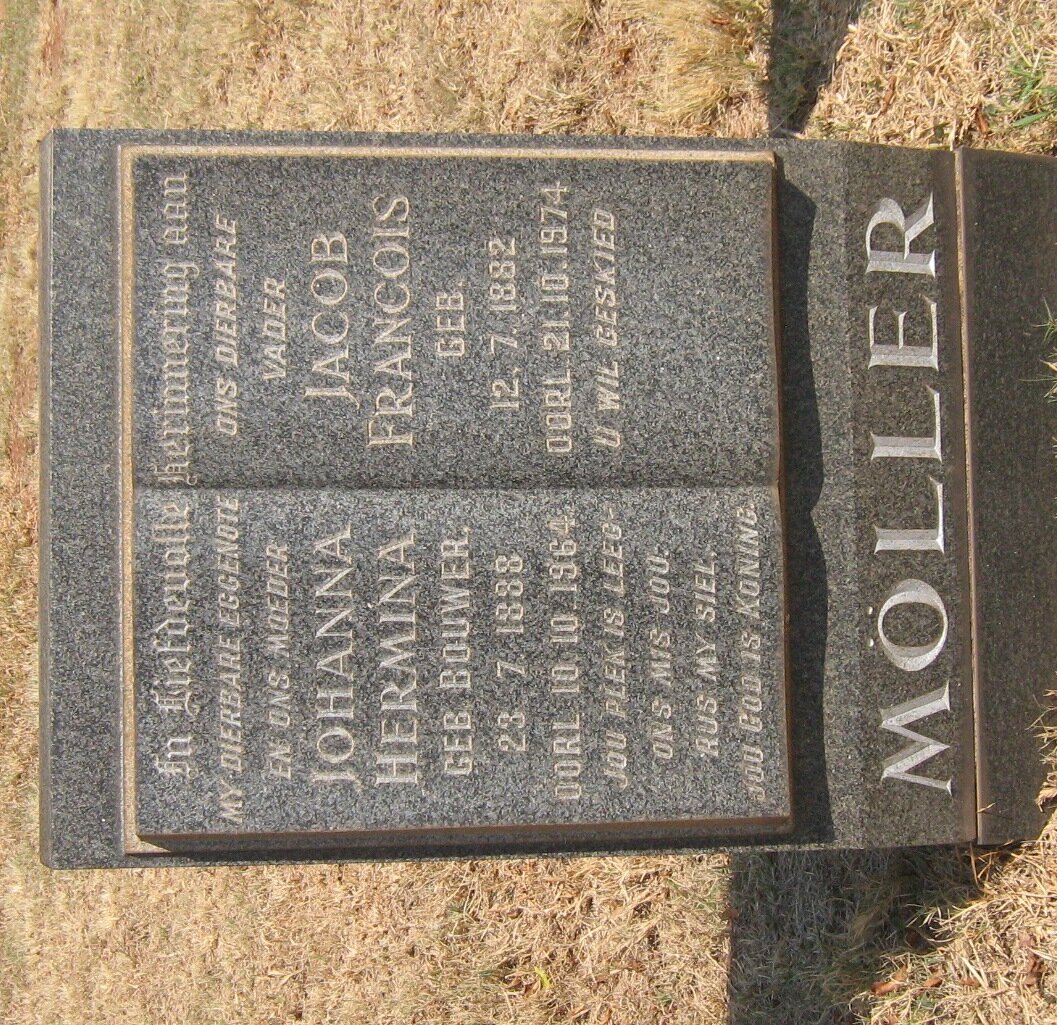 In Liefdevolle herinnering aan
MY DIERBARE EGGENOTE
EN ONS MOEDER
JOHANNA
HERMINA
GEB BOUWER.
23 7 1888
OORL 10.10.1964.
JOU PLEK IS LEEG-
ONS MIS JOU.
RUS MY SIEL,
JOU GOD IS KONING.
ONS DIERBARE
VADER
JACOB
FRANCOIS
GEB.
12. 7. 1882
OORL 21.10.1974
U WIL GESKIED
MÖLLER